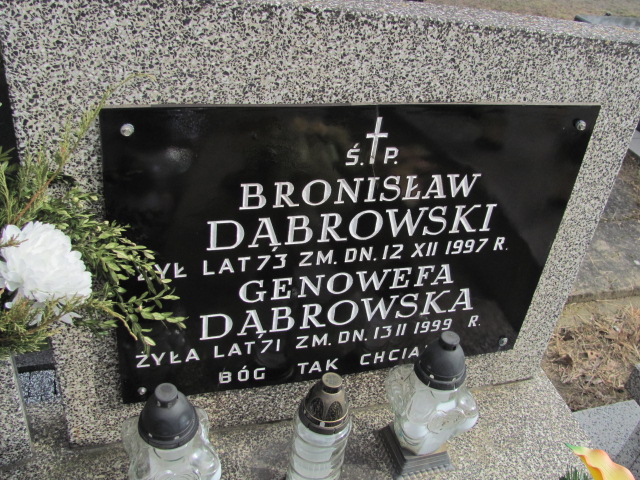 Ś. P.
BRONISŁAW
DĄBROWSKI
ŻYŁ LAT 73 ZM. DN. 12 XII 1997 R.
GENOWEFA
DĄBROWSKA
ŻYŁA LAT 71 ZM. DN. 13 II 1999 R.
BÓG TAK